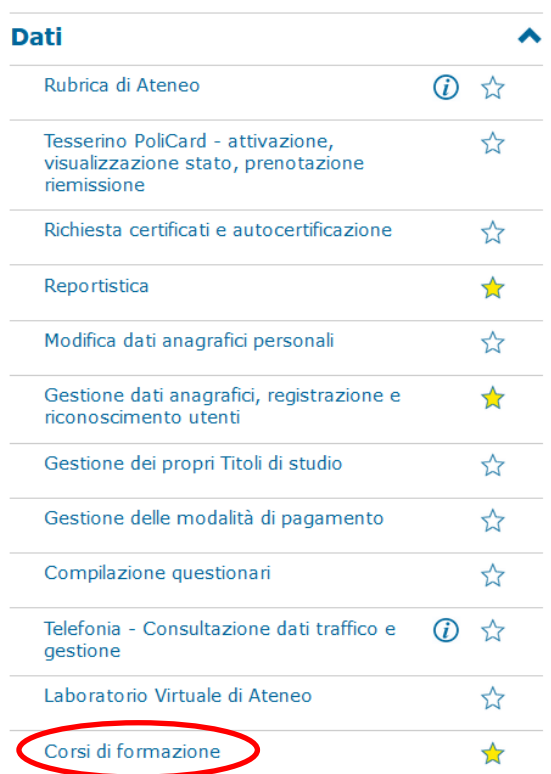 Dati
Rubrica di Ateneo
Tesserino PoliCard - attivazione,
visualizzazione stato, prenotazione
riemissione
Richiesta certificati e autocertificazione
Reportistica
Modifica dati anagrafici personali
Gestione dati anagrafici, registrazione e
riconoscimento utenti
Gestione dei propri Titoli di studio
Gestione delle modalità di pagamento
Compilazione questionari
Telefonia - Consultazione dati traffico e
gestione
Laboratorio Virtuale di Ateneo
Corsi di formazione